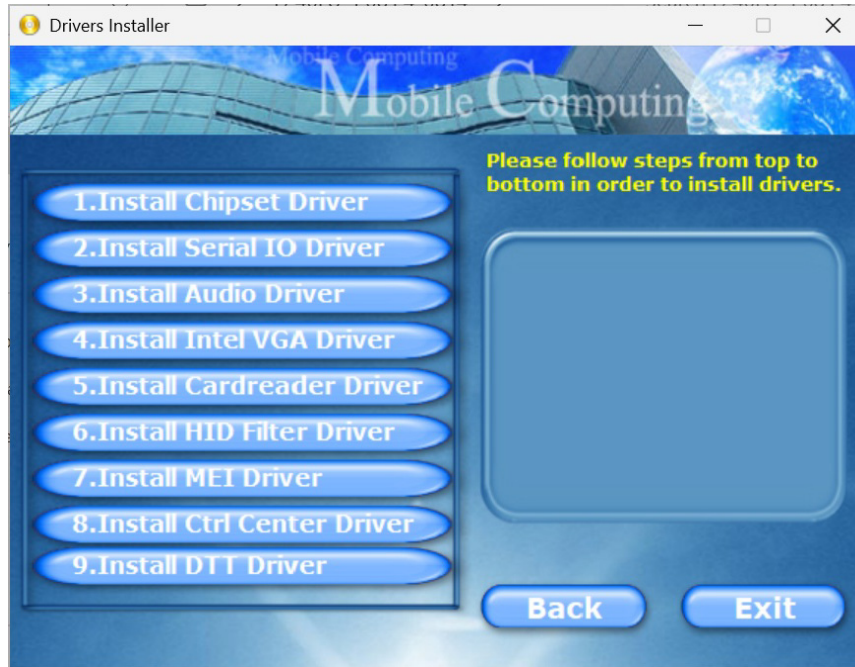 Drivers Installer
Mobile Computing
Mobile Computing
Please follow steps from top to
bottom in order to install drivers.
1.Install Chipset Driver
2.Install Serial IO Driver
3.Install Audio Driver
4.Install Intel VGA Driver
5.Install Cardreader Driver
6.Install HID Filter Driver
7.Install MEI Driver
8.Install Ctrl Center Driver
9.Install DTT Driver
Back
Exit